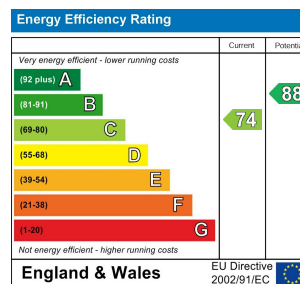 Energy Efficiency Rating
Current Potenti
Very energy efficient - lower running costs
(92 plus) A
(81-91) B
88
(69-80) C
74
(55-68) D
(39-54) E
(21-38) F
(1-20) G
Not energy efficient - higher running costs
England & Wales
EU Directive
2002/91/EC